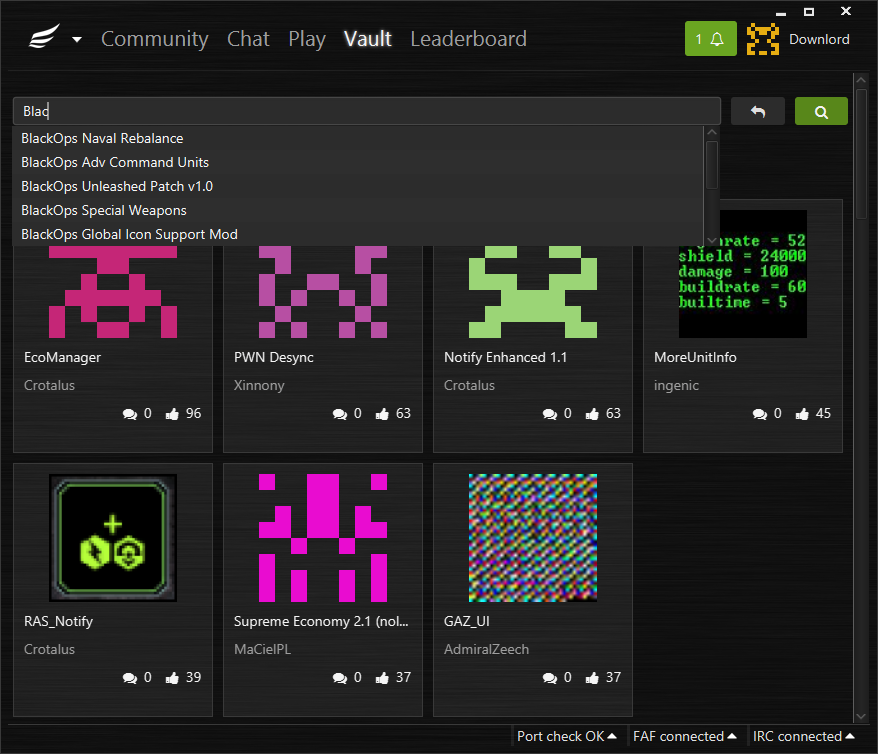 Community Chat Play Vault Leaderboard 1 Downlord
Blac
BlackOps Naval Rebalance
BlackOps Adv Command Units
BlackOps Unleashed Patch v1.0
BlackOps Special Weapons
BlackOps Global Icon Support Mod
rate = 52
shield = 24000
damage = 100
buildrate = 60
builtime = 5
EcoManager
Crotalus
0 96
PWN Desync
Xinnony
0 63
Notify Enhanced 1.1
Crotalus
0 63
MoreUnitInfo
ingenic
0 45
RAS_Notify
Crotalus
0 39
Supreme Economy 2.1 (nol...
MaCielPL
0 37
GAZ_UI
AdmiralZeech
0 37
Port check OK FAF connected IRC connected